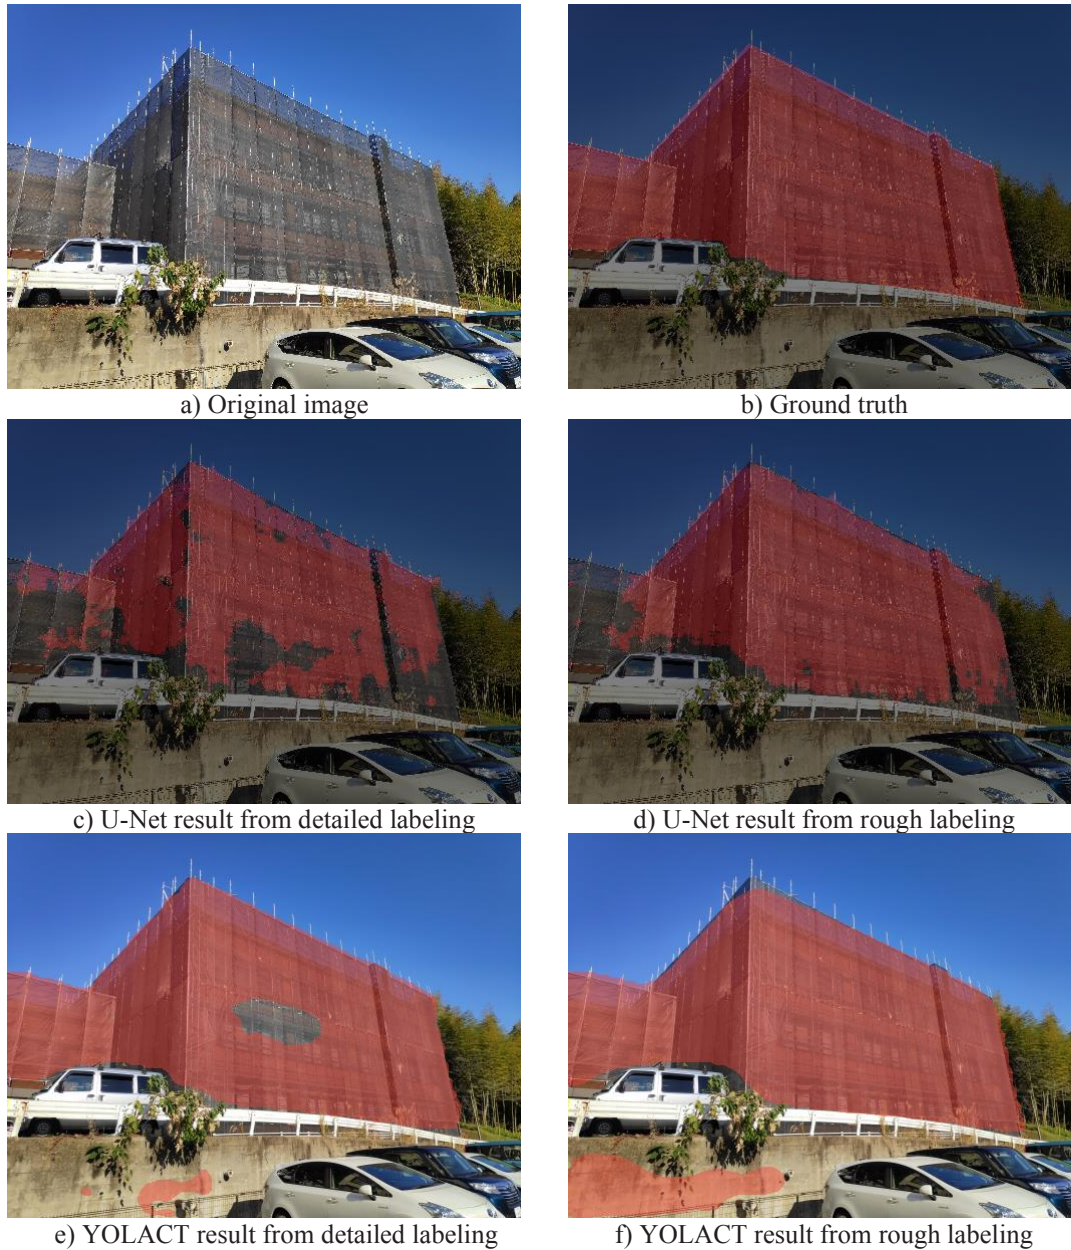 a) Original image
b) Ground truth
c) U-Net result from detailed labeling
d) U-Net result from rough labeling
e) YOLACT result from detailed labeling
f) YOLACT result from rough labeling